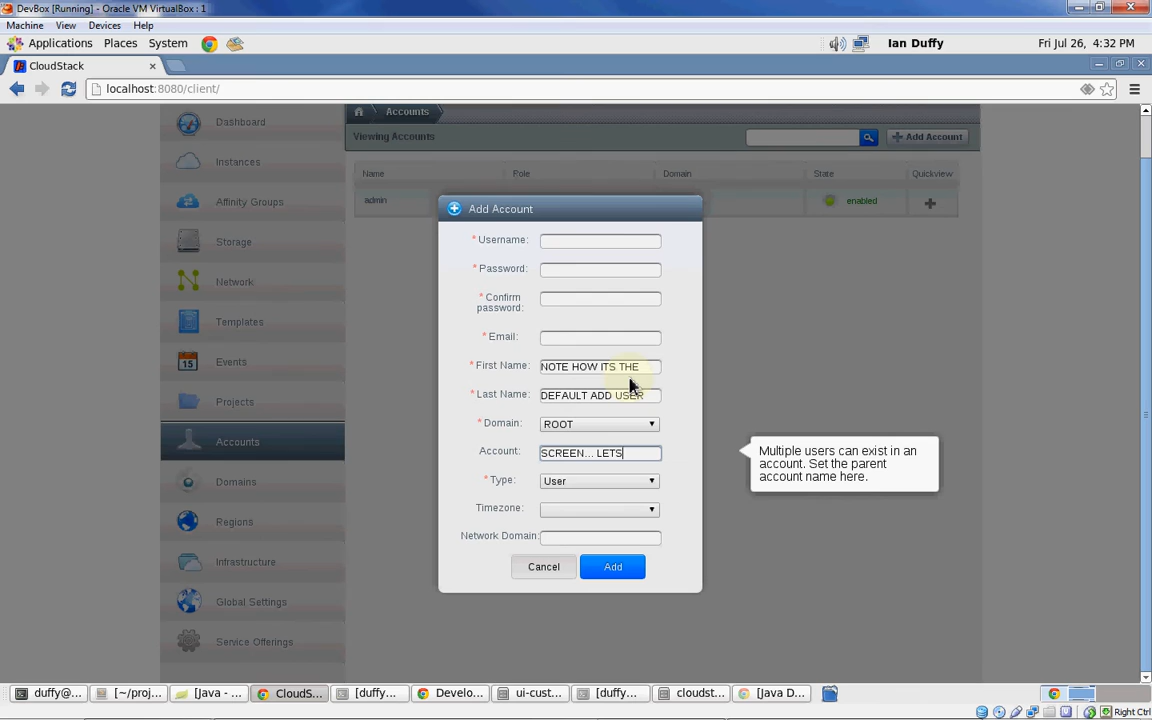 DevBox [Running] - Oracle VM VirtualBox : 1
Machine View Devices Help
Applications Places System Ian Duffy Fri Jul 26, 4:32 PM
CloudStack ×
localhost:8080/client/
Dashboard
Instances
Affinity Groups
Storage
Network
Templates
15 Events
Projects
Accounts
Domains
Regions
Infrastructure
Global Settings
Service Offerings
Accounts
Viewing Accounts
Add Account
Name Role Domain State Quickview
admin enabled
Add Account
* Username:
* Password:
* Confirm
password:
* Email:
* First Name: NOTE HOW ITS THE
* Last Name: DEFAULT ADD USER
* Domain: ROOT
Account: SCREEN... LETS
* Type: User
Timezone:
Network Domain:
Cancel Add
Multiple users can exist in an
account. Set the parent
account name here.
duffy@... [~/proj... [Java - ... CloudS... [duffy... Develo... ui-cust... [duffy... cloudst... [Java D...
Right Ctrl